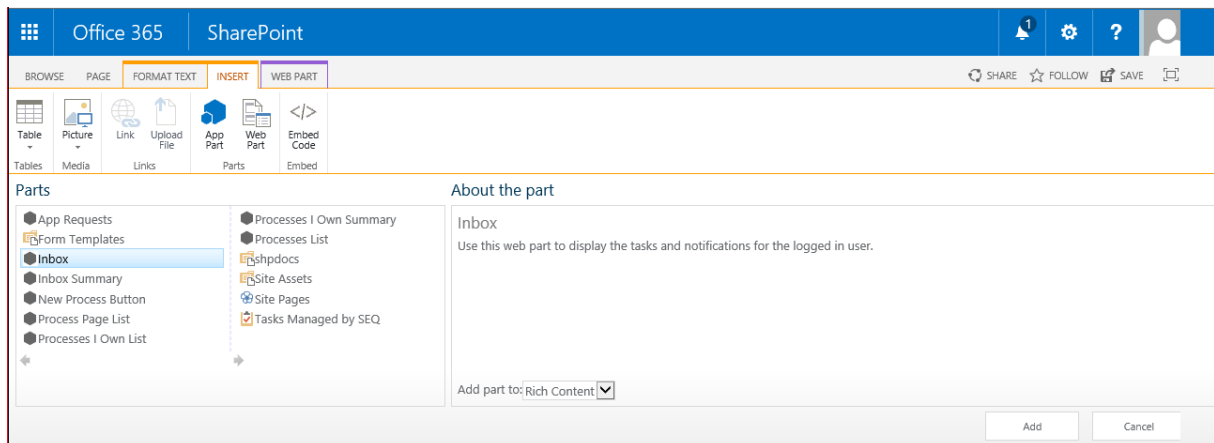 Office 365 SharePoint 1 ?
BROWSE PAGE FORMAT TEXT INSERT WEB PART SHARE FOLLOW SAVE
Table Picture Link Upload File App Part Web Part </> Embed Code
Tables Media Links Parts Embed
Parts
App Requests
Form Templates
Inbox
Inbox Summary
New Process Button
Process Page List
Processes I Own List
Processes I Own Summary
Processes List
shpdocs
Site Assets
Site Pages
Tasks Managed by SEQ
About the part
Inbox
Use this web part to display the tasks and notifications for the logged in user.
Add part to: Rich Content
Add Cancel